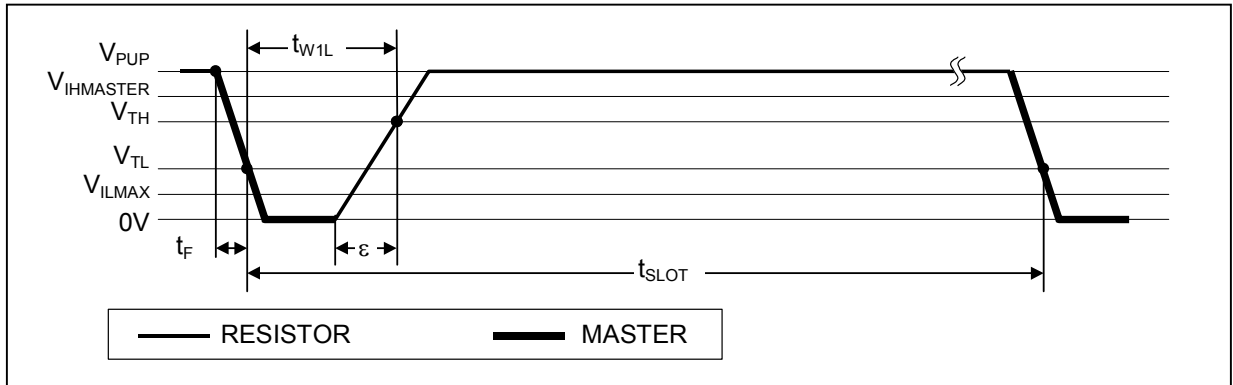 t_W1L
V_PUP
V_IHMASTER
V_TH
V_TL
V_ILMAX
0V
t_F
ε
t_SLOT
RESISTOR
MASTER